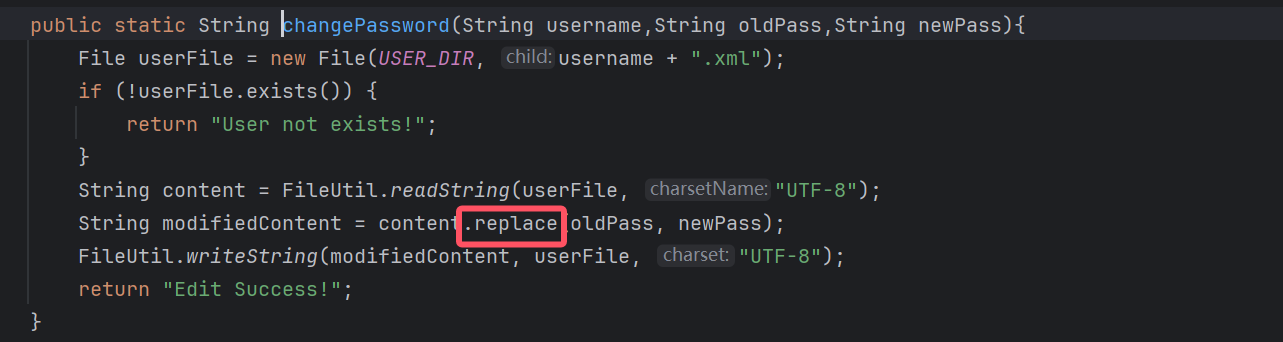 public static String changePassword(String username,String oldPass,String newPass){
File userFile = new File(USER_DIR, child: username + ".xml");
if (!userFile.exists()) {
return "User not exists!";
}
String content = FileUtil.readString(userFile, charsetName: "UTF-8");
String modifiedContent = content.replace(oldPass, newPass);
FileUtil.writeString(modifiedContent, userFile, charset: "UTF-8");
return "Edit Success!";
}